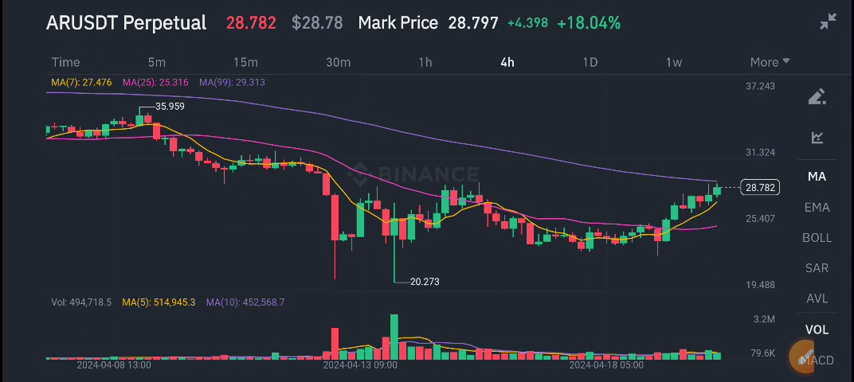 ARUSDT Perpetual 28.782 $28.78 Mark Price 28.797 +4.398 +18.04%
Time 5m 15m 30m 1h 4h 1D 1w More
MA(7): 27.476 MA(25): 25.316 MA(99): 29.313
37.243
35.959
31.324
BINANCE
MA
28.782
EMA
25.407
BOLL
SAR
20.273
19.488
AVL
Vol: 494,718.5 MA(5): 514,945.3 MA(10): 452,568.7
3.2M
VOL
79.6K
MACD
2024-04-08 13:00 2024-04-13 09:00 2024-04-18 05:00